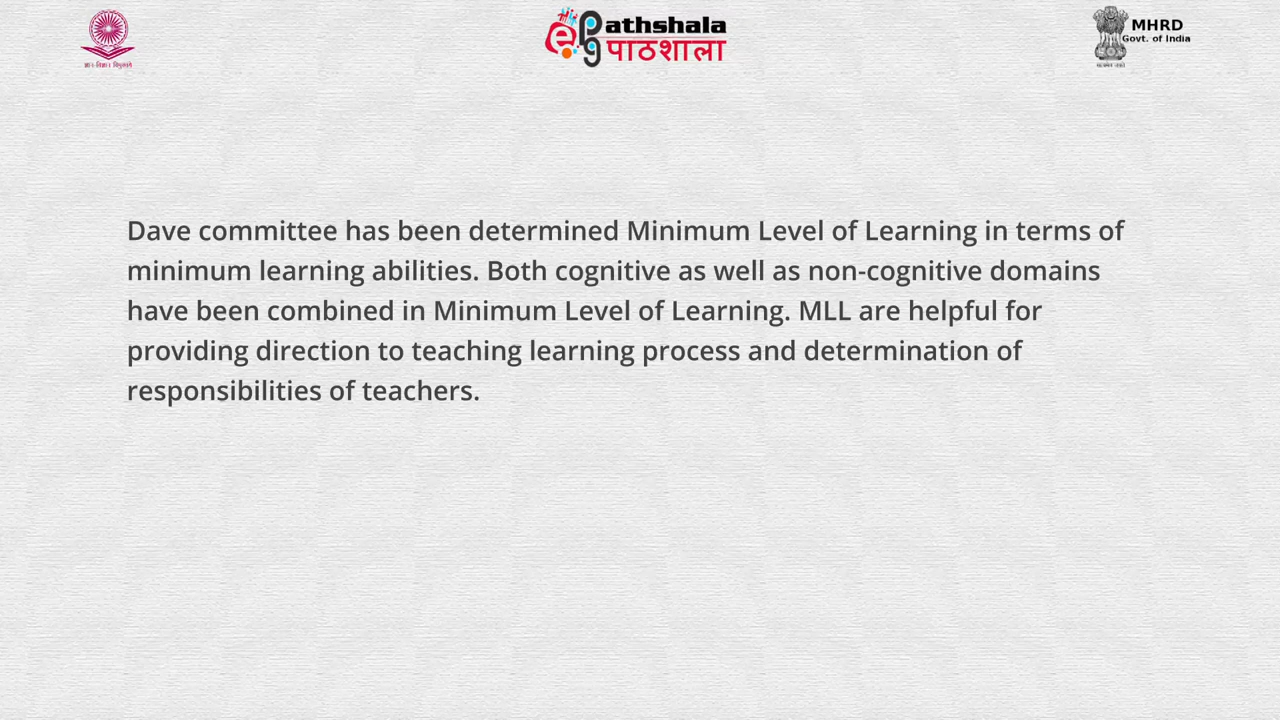 athshala
पाठशाला
MHRD
Govt. of India
Dave committee has been determined Minimum Level of Learning in terms of
minimum learning abilities. Both cognitive as well as non-cognitive domains
have been combined in Minimum Level of Learning. MLL are helpful for
providing direction to teaching learning process and determination of
responsibilities of teachers.